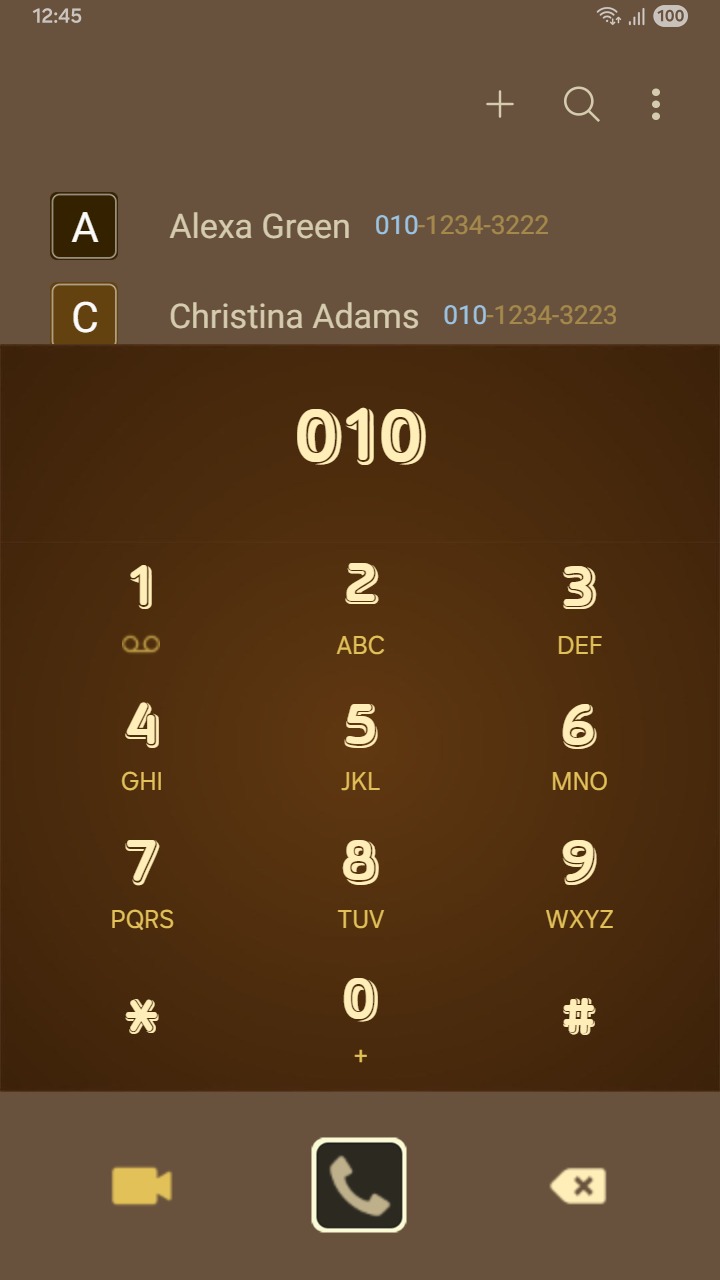 12:45 100
A Alexa Green 010-1234-3222
C Christina Adams 010-1234-3223
010
1 2 3
ABC DEF
4 5 6
GHI JKL MNO
7 8 9
PQRS TUV WXYZ
* 0 #
+